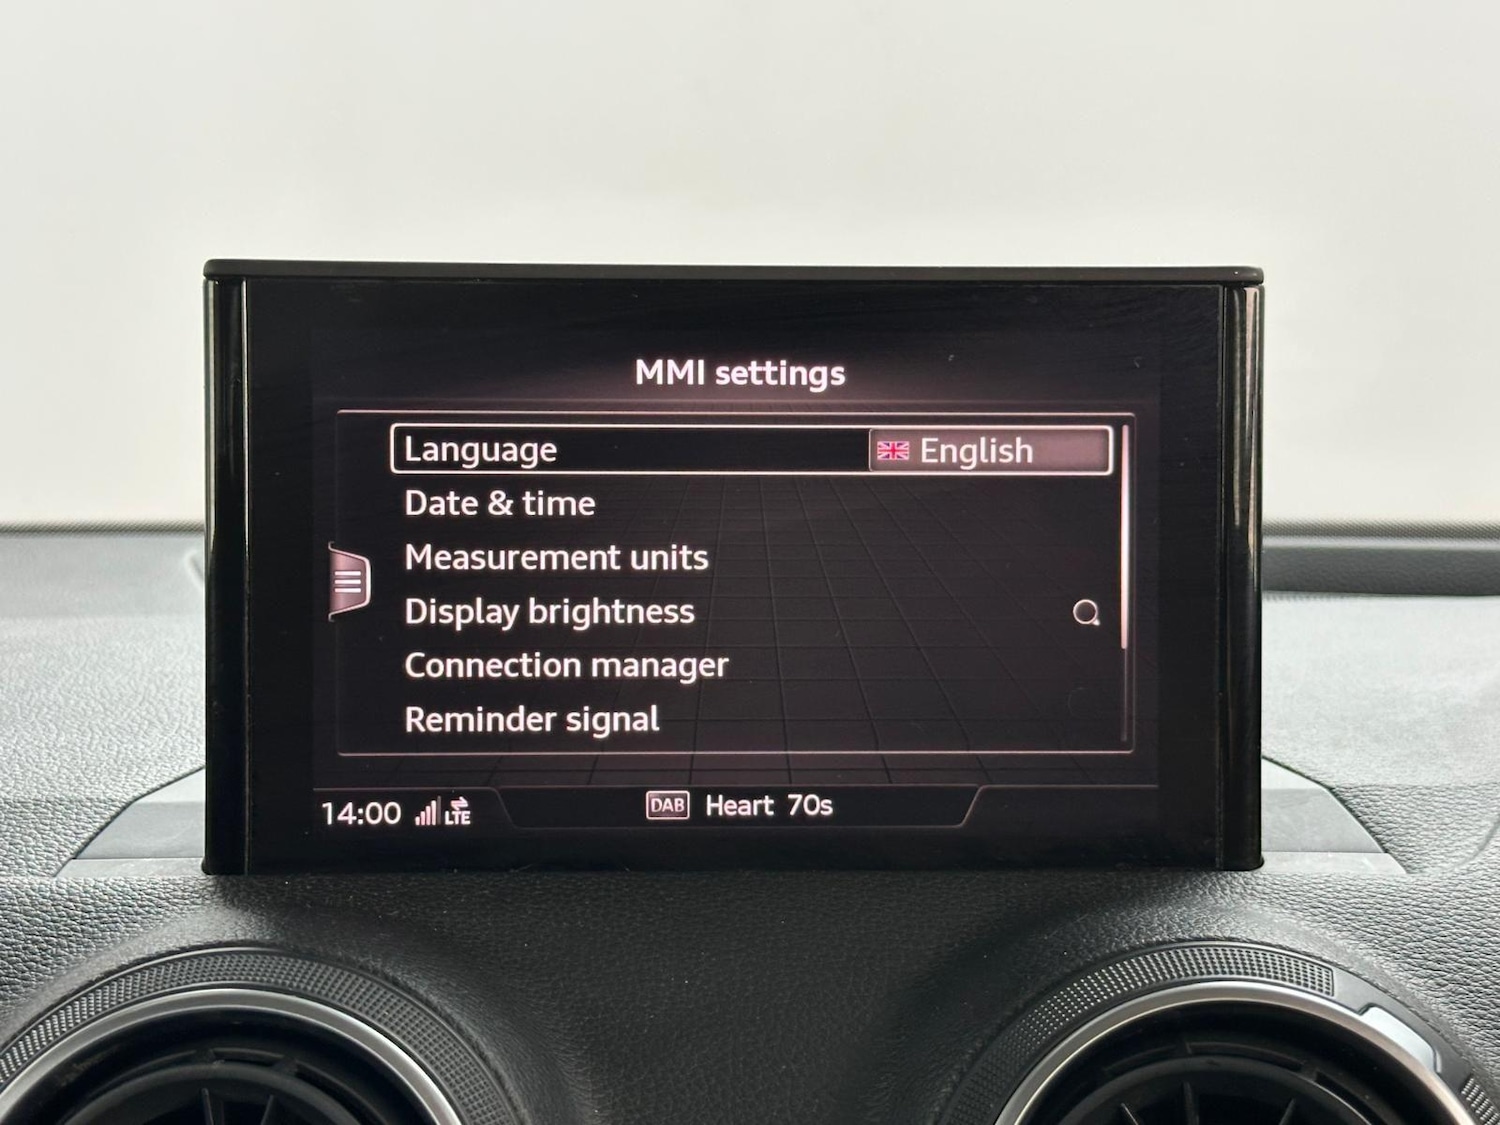 MMI settings
Language English
Date & time
Measurement units
Display brightness
Connection manager
Reminder signal
14:00 LTE DAB Heart 70s